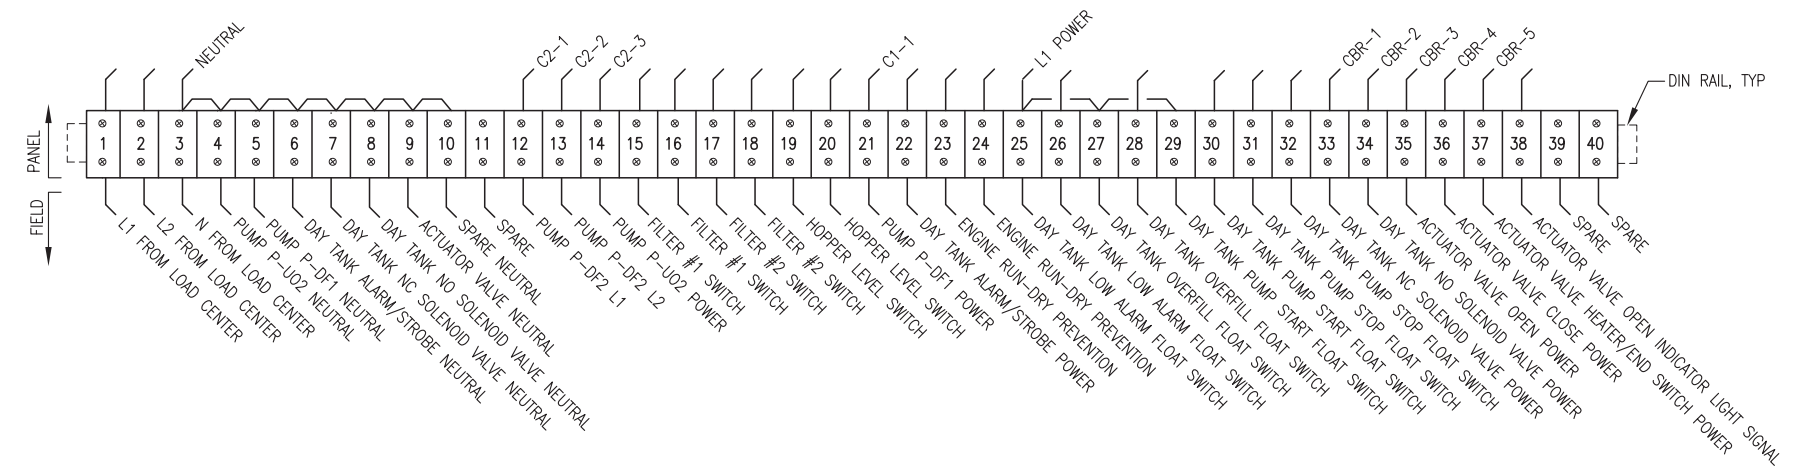 NEUTRAL
C2-1
C2-2
C2-3
C1-1
L1 POWER
CBR-1
CBR-2
CBR-3
CBR-4
CBR-5
DIN RAIL, TYP
PANEL
1 2 3 4 5 6 7 8 9 10 11 12 13 14 15 16 17 18 19 20 21 22 23 24 25 26 27 28 29 30 31 32 33 34 35 36 37 38 39 40
FIELD
L1 FROM LOAD CENTER
L2 FROM LOAD CENTER
N FROM LOAD CENTER
PUMP P-U02 NEUTRAL
PUMP P-DF1 NEUTRAL
DAY TANK ALARM/STROBE NEUTRAL
DAY TANK NC SOLENOID VALVE NEUTRAL
DAY TANK NO SOLENOID VALVE NEUTRAL
ACTUATOR VALVE NEUTRAL
SPARE NEUTRAL
SPARE
PUMP P-DF2 L1
PUMP P-DF2 L2
PUMP P-U02 POWER
FILTER #1 SWITCH
FILTER #1 SWITCH
FILTER #2 SWITCH
FILTER #2 SWITCH
HOPPER LEVEL SWITCH
HOPPER LEVEL SWITCH
PUMP P-DF1 POWER
DAY TANK ALARM/STROBE POWER
ENGINE RUN-DRY PREVENTION
ENGINE RUN-DRY PREVENTION
DAY TANK LOW ALARM FLOAT SWITCH
DAY TANK LOW ALARM FLOAT SWITCH
DAY TANK OVERFILL FLOAT SWITCH
DAY TANK OVERFILL FLOAT SWITCH
DAY TANK PUMP START FLOAT SWITCH
DAY TANK PUMP START FLOAT SWITCH
DAY TANK PUMP STOP FLOAT SWITCH
DAY TANK PUMP STOP FLOAT SWITCH
DAY TANK NC SOLENOID VALVE POWER
DAY TANK NO SOLENOID VALVE POWER
ACTUATOR VALVE OPEN POWER
ACTUATOR VALVE CLOSE POWER
ACTUATOR VALVE HEATER/END SWITCH POWER
ACTUATOR VALVE OPEN INDICATOR LIGHT SIGNAL
SPARE
SPARE